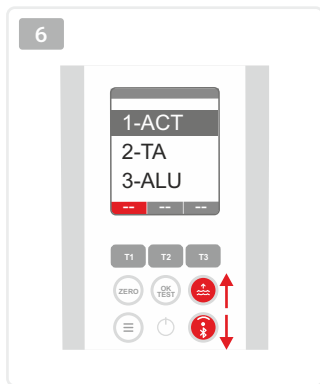 6
1-ACT
2-TA
3-ALU
-- -- --
T1 T2 T3
ZERO
OK
TEST